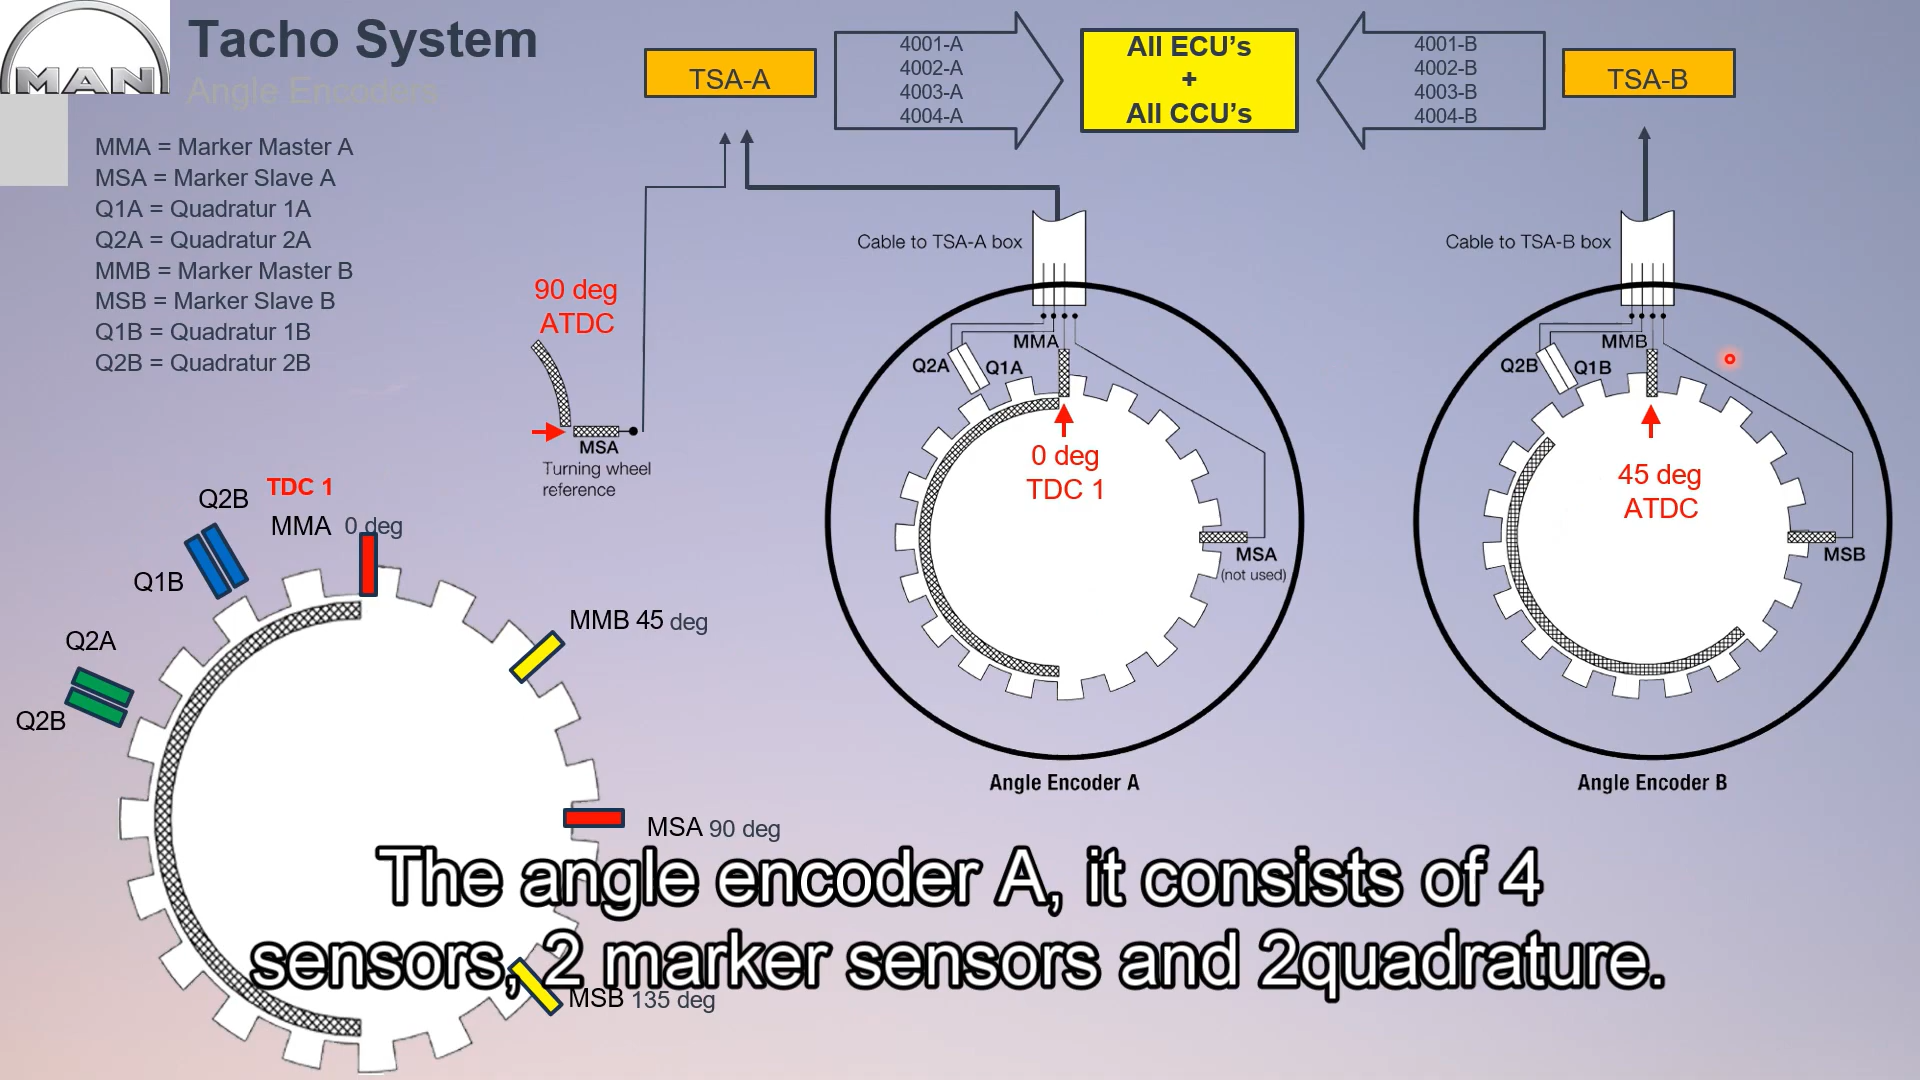 MAN
Tacho System
Angle Encoders
MMA = Marker Master A
MSA = Marker Slave A
Q1A = Quadratur 1A
Q2A = Quadratur 2A
MMB = Marker Master B
MSB = Marker Slave B
Q1B = Quadratur 1B
Q2B = Quadratur 2B
TSA-A
4001-A
4002-A
4003-A
4004-A
All ECU's
+
All CCU's
4001-B
4002-B
4003-B
4004-B
TSA-B
90 deg
ATDC
MSA
Turning wheel
reference
Cable to TSA-A box
MMA
Q2A
Q1A
0 deg
TDC 1
MSA
(not used)
Angle Encoder A
Cable to TSA-B box
MMB
Q2B
Q1B
45 deg
ATDC
MSB
Angle Encoder B
Q2B
TDC 1
MMA 0 deg
Q1B
MMB 45 deg
Q2A
Q2B
MSA 90 deg
MSB 135 deg
The angle encoder A, it consists of 4
sensors, 2 marker sensors and 2quadrature.